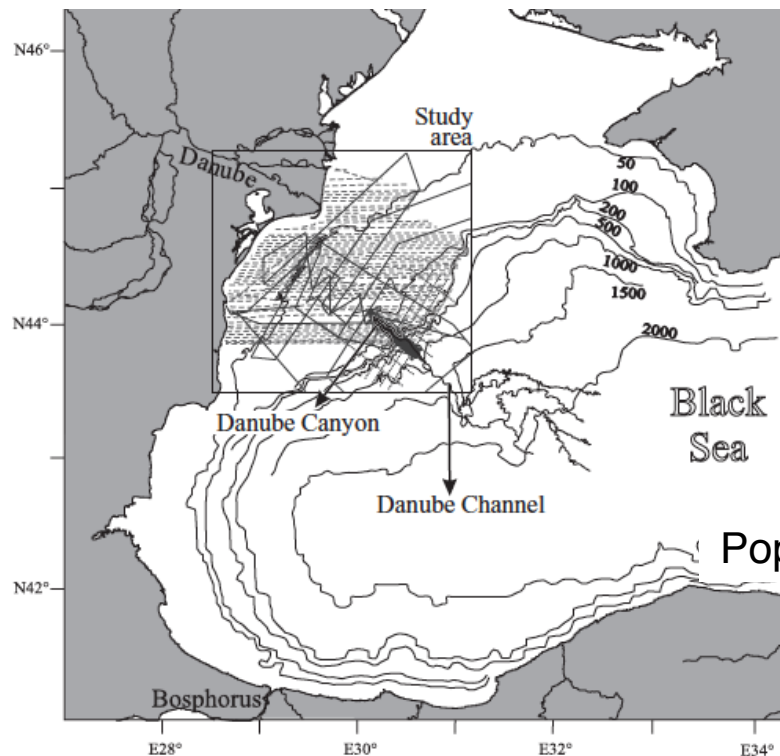 N46°
Study
area
Danube
50
100
200
500
1000
1500
2000
N44°
Danube Canyon
Black
Sea
Danube Channel
Pop
N42°
Bosphorus
E28°
E30°
E32°
E34°